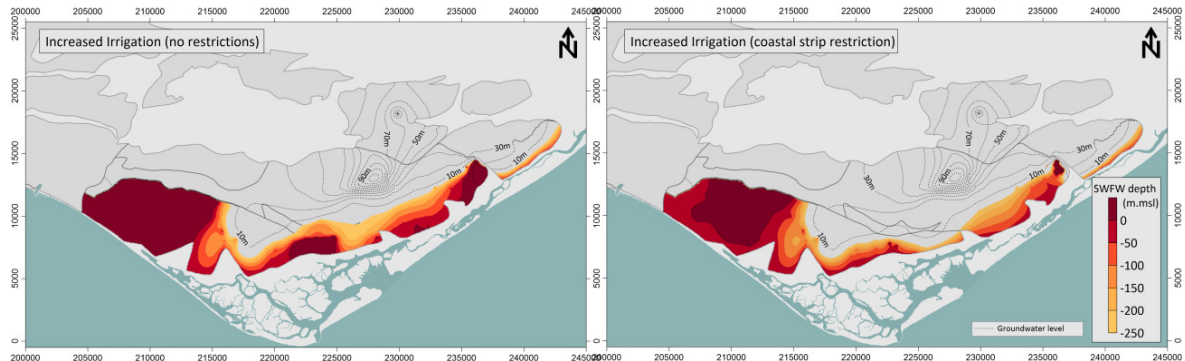 200000 205000 210000 215000 220000 225000 230000 235000 240000 245000
Increased Irrigation (no restrictions)
N
25000
20000
15000
10000
5000
0
70m
50m
30m
10m
90m
10m
10m
200000 205000 210000 215000 220000 225000 230000 235000 240000
200000 205000 210000 215000 220000 225000 230000 235000 240000 245000
Increased Irrigation (coastal strip restriction)
N
70m
50m
30m
10m
90m
30m
10m
10m
SWFW depth
(m.msl)
0
-50
-100
-150
-200
-250
Groundwater level
25000
20000
15000
10000
5000
0
205000 210000 215000 220000 225000 230000 235000 240000 245000